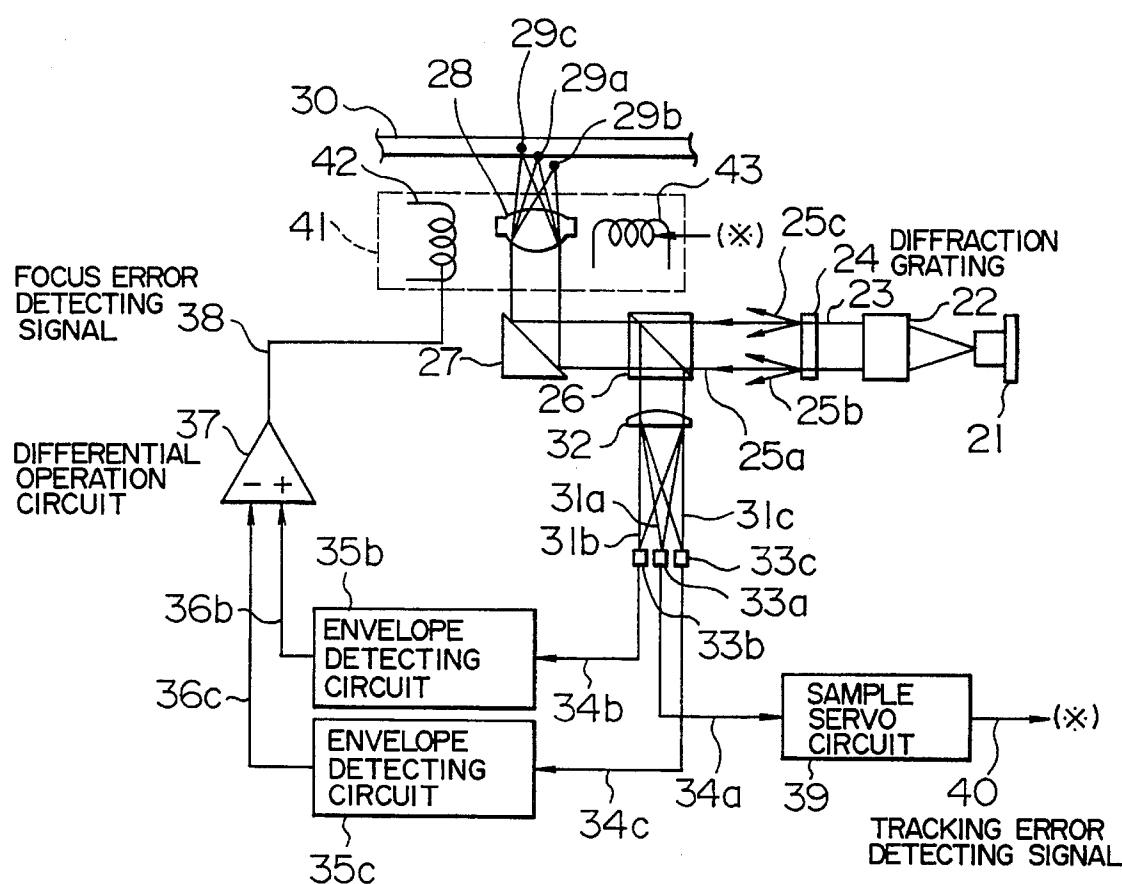 29c
28
29a
30
29b
42
43
41
(※)
25c
DIFFRACTION
GRATING
24
23
22
FOCUS ERROR
DETECTING
SIGNAL
38
27
26
25b
21
32
25a
37
DIFFERENTIAL
OPERATION
CIRCUIT
− +
31a
31c
31b
33c
35b
33a
36b
33b
ENVELOPE
DETECTING
CIRCUIT
34b
36c
SAMPLE
SERVO
CIRCUIT
(※)
ENVELOPE
DETECTING
CIRCUIT
34a
39
40
34c
35c
TRACKING ERROR
DETECTING SIGNAL